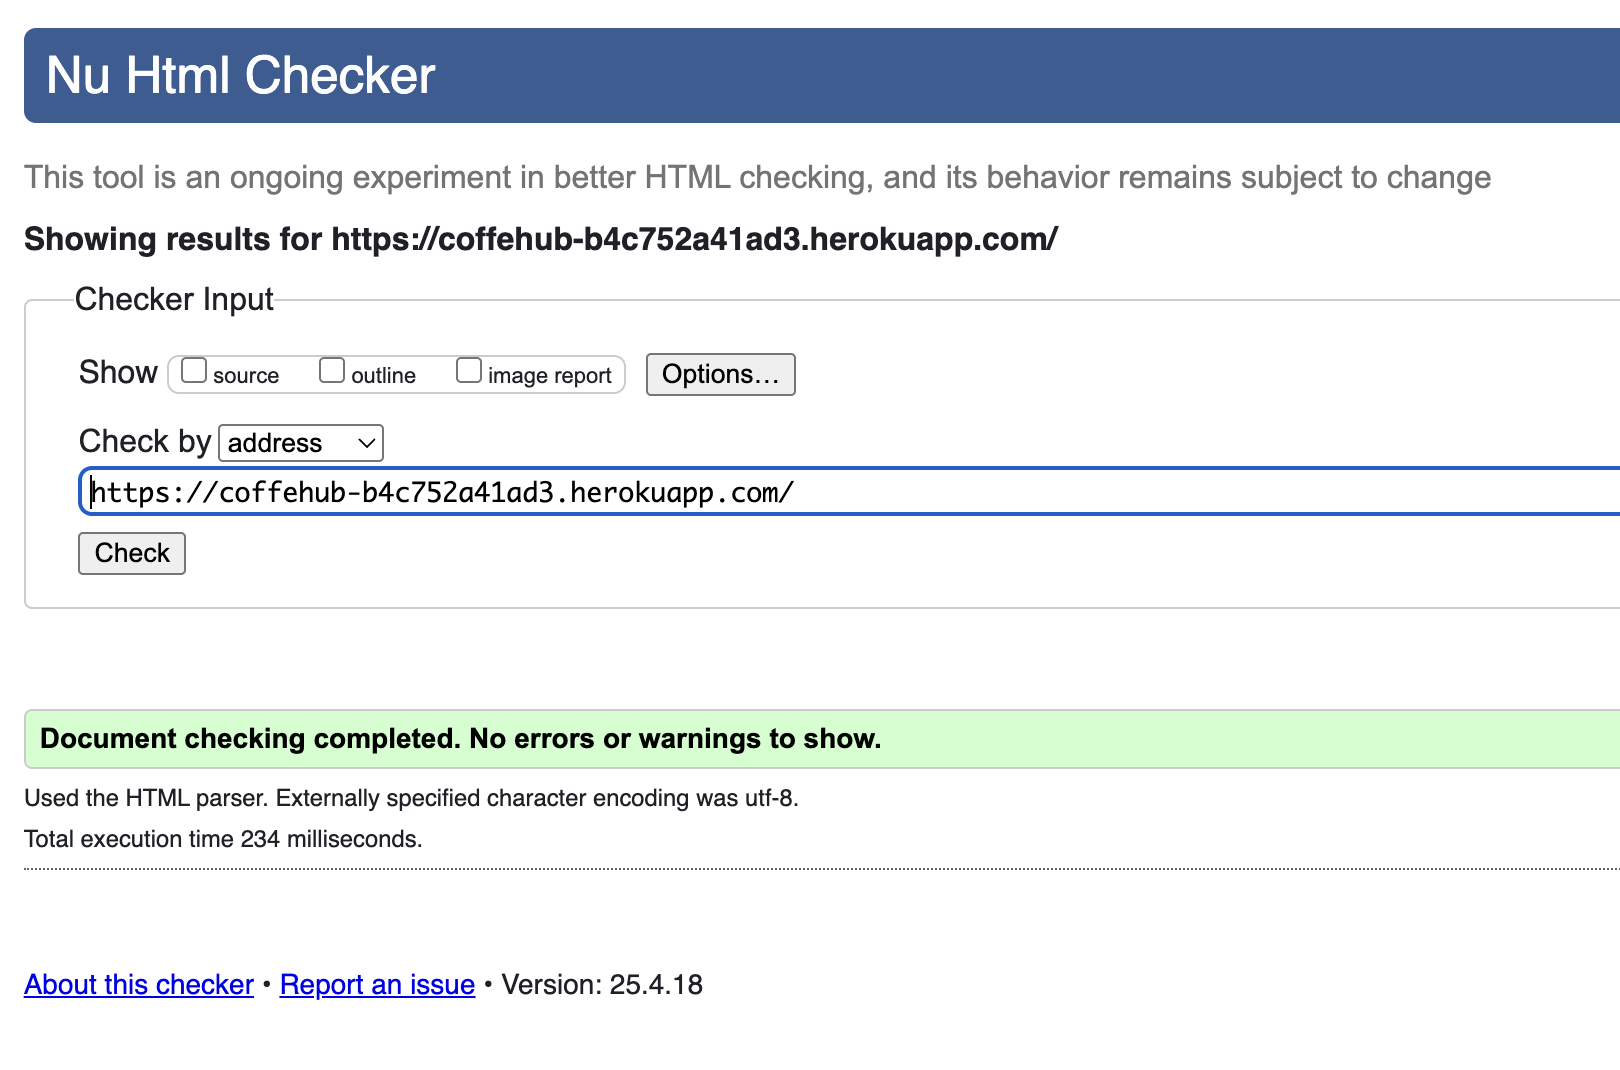 Nu Html Checker
This tool is an ongoing experiment in better HTML checking, and its behavior remains subject to change
Showing results for https://coffehub-b4c752a41ad3.herokuapp.com/
Checker Input
Show source outline image report Options…
Check by address
https://coffehub-b4c752a41ad3.herokuapp.com/
Check
Document checking completed. No errors or warnings to show.
Used the HTML parser. Externally specified character encoding was utf-8.
Total execution time 234 milliseconds.
About this checker • Report an issue • Version: 25.4.18